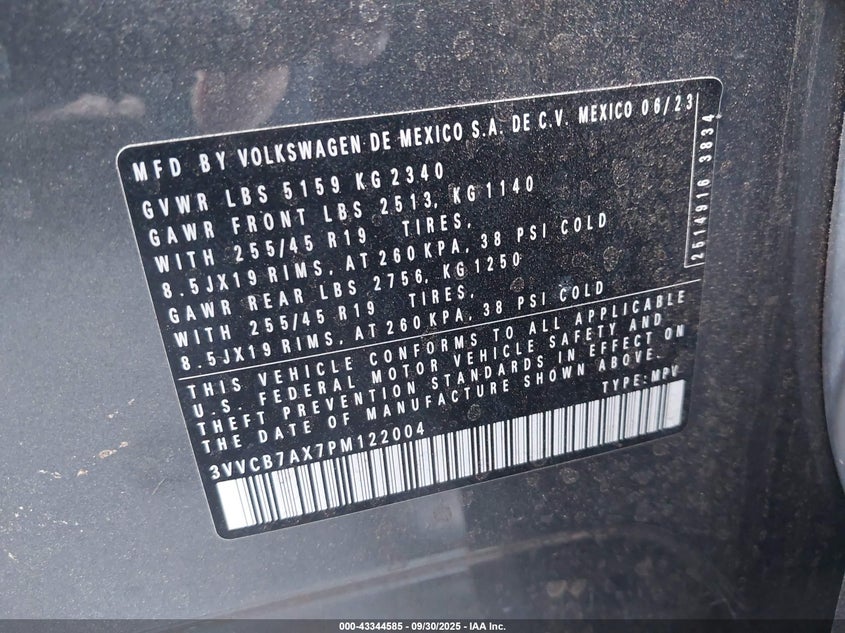 MFD BY VOLKSWAGEN DE MEXICO S.A. DE C.V. MEXICO 06/23
GVWR LBS 5159 KG 2340
GAWR FRONT LBS 2513, KG 1140
WITH 255/45 R19 TIRES,
8.5JX19 RIMS, AT 260 KPA, 38 PSI COLD
GAWR REAR LBS 2756, KG 1250
WITH 255/45 R19 TIRES,
8.5JX19 RIMS, AT 260 KPA, 38 PSI COLD
THIS VEHICLE CONFORMS TO ALL APPLICABLE
U.S. FEDERAL MOTOR VEHICLE SAFETY AND
THEFT PREVENTION STANDARDS IN EFFECT ON
THE DATE OF MANUFACTURE SHOWN ABOVE.
3VVCB7AX7PM122004 TYPE:MPV
2514916 3834
000-43344585 - 09/30/2025 - IAA Inc.